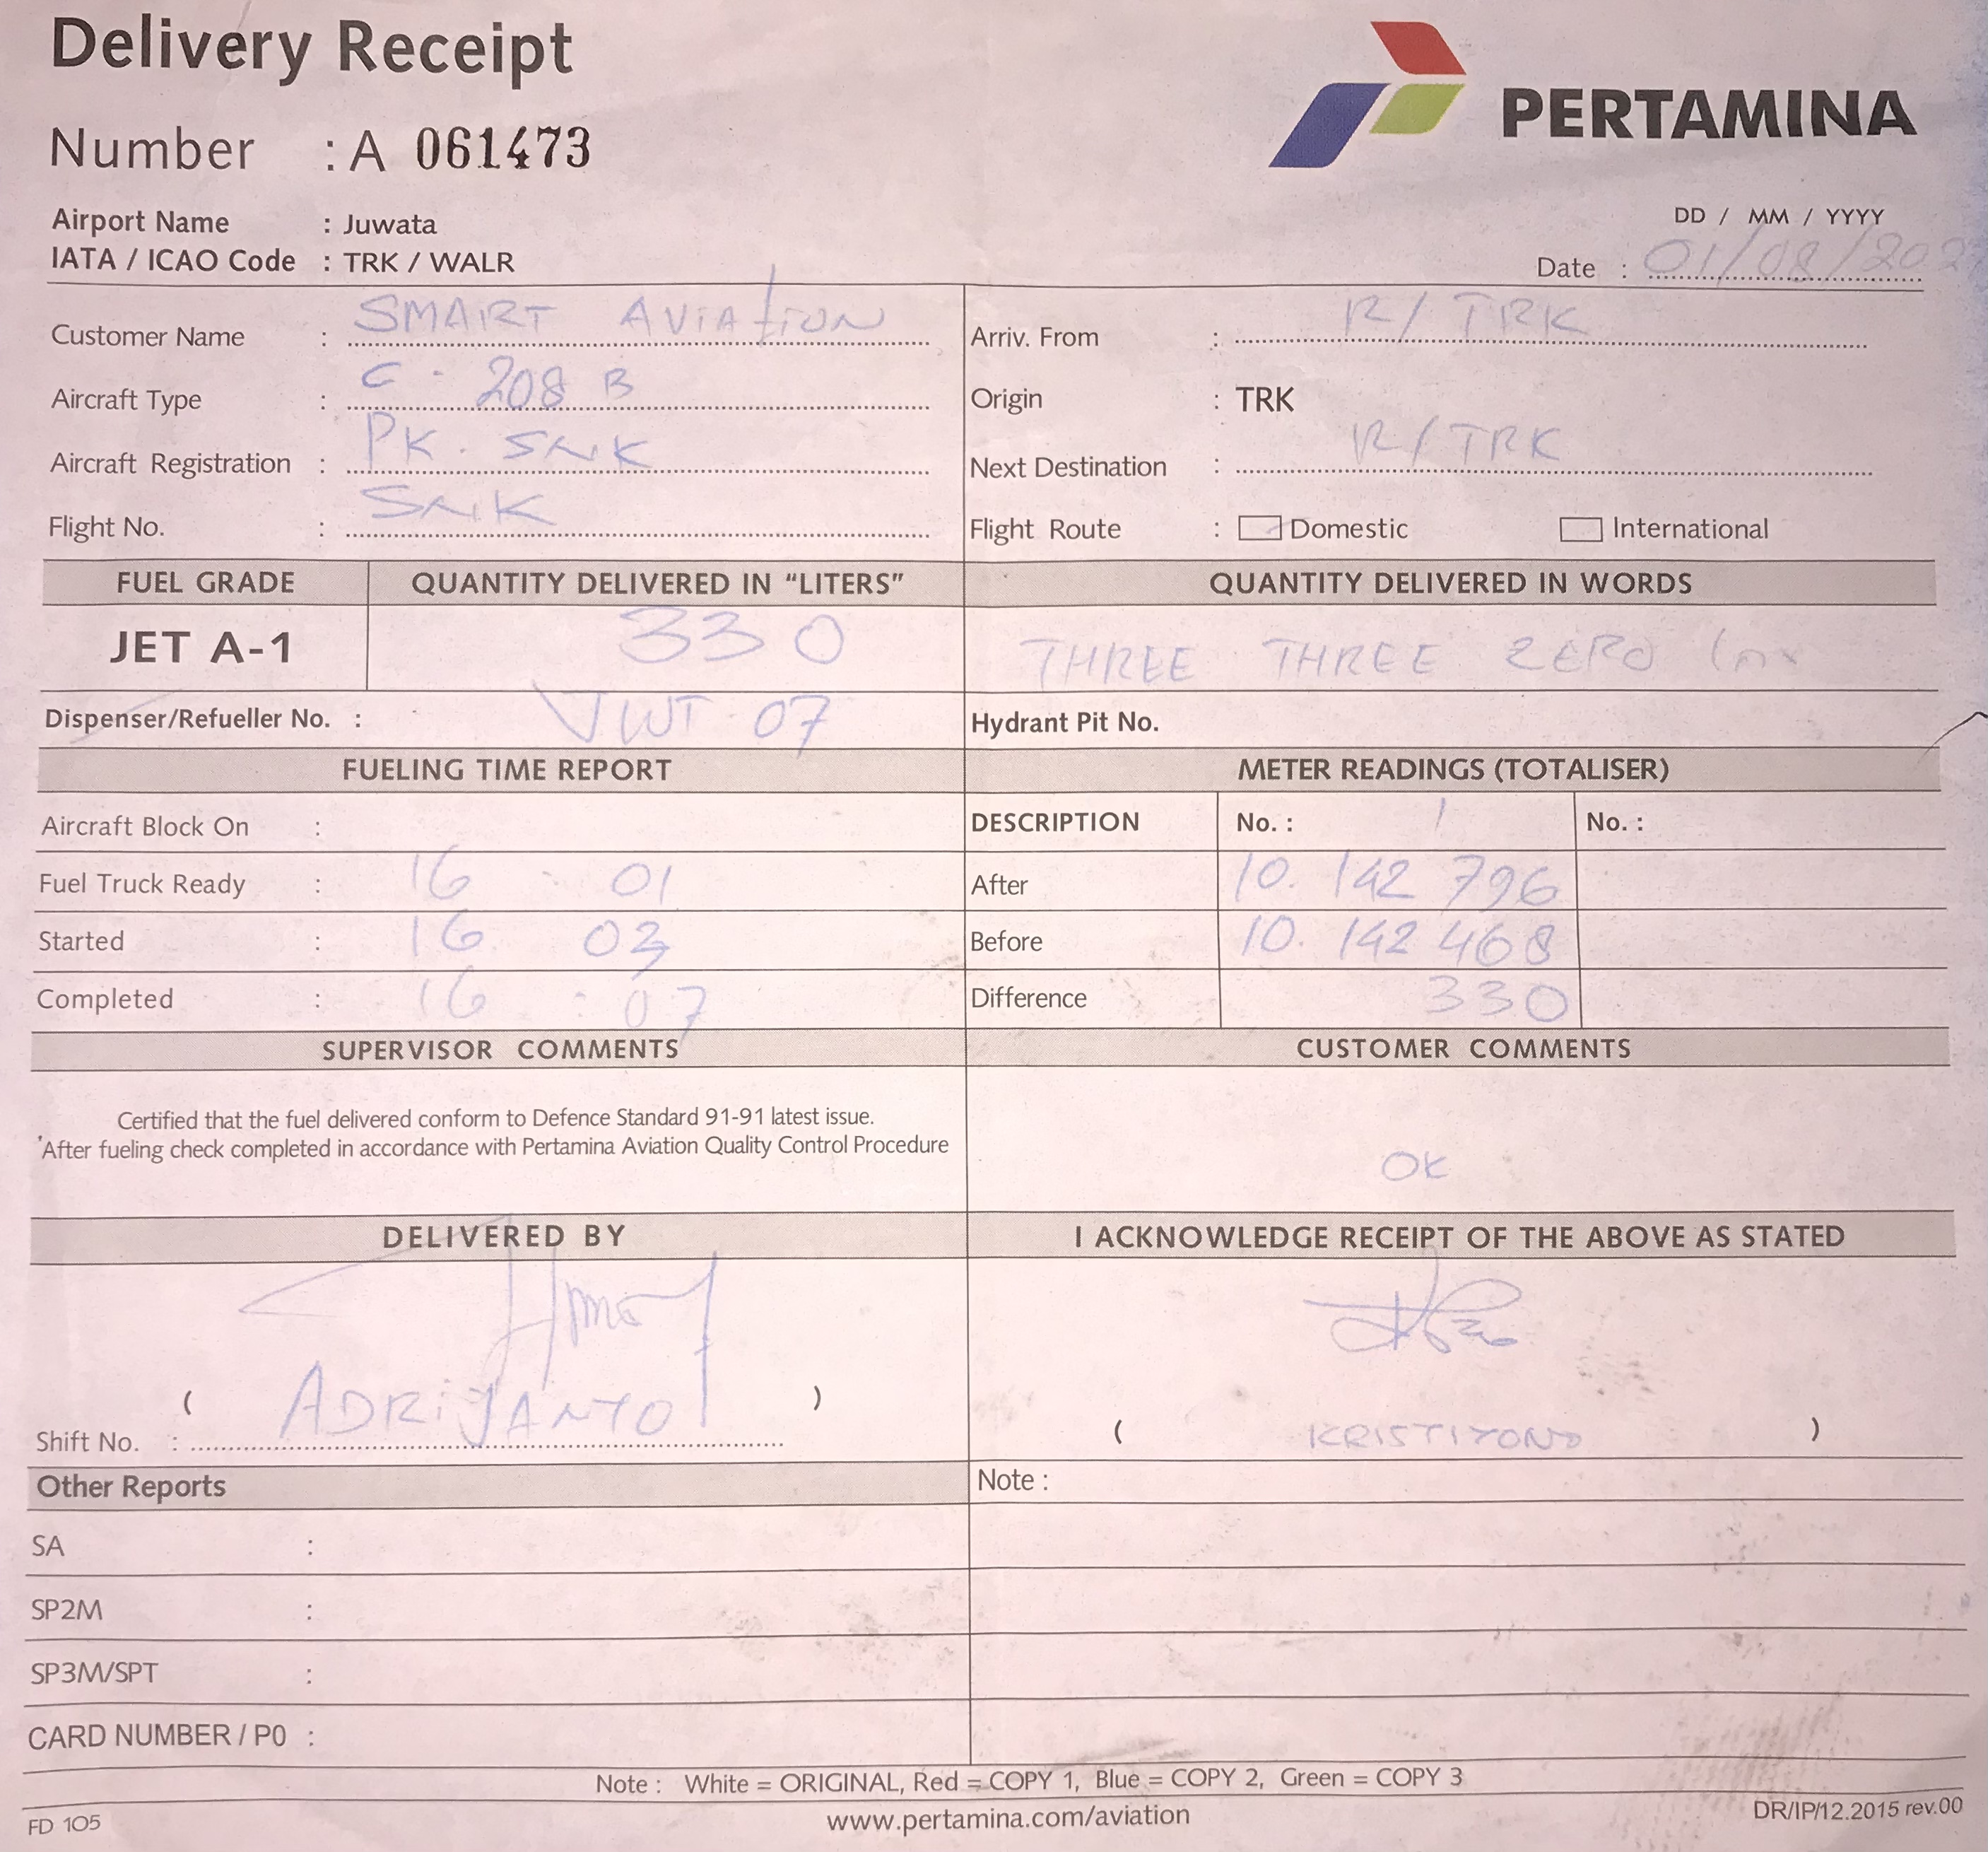 Delivery Receipt
PERTAMINA
Number : A 061473
Airport Name : Juwata
IATA / ICAO Code : TRK / WALR
DD / MM / YYYY
Date : 01/08/202
Customer Name : SMART AVIATION
Arriv. From : R/TRK
Aircraft Type : C - 208 B
Origin : TRK
Aircraft Registration : PK. SNK
Next Destination : R/TRK
Flight No. : SNK
Flight Route : Domestic International
FUEL GRADE QUANTITY DELIVERED IN “LITERS” QUANTITY DELIVERED IN WORDS
JET A-1 330 THREE THREE ZERO
Dispenser/Refueller No. : JWT 07 Hydrant Pit No.
FUELING TIME REPORT METER READINGS (TOTALISER)
Aircraft Block On : DESCRIPTION No. : 1 No. :
Fuel Truck Ready : 16 : 01 After 10. 142 796
Started : 16 03 Before 10. 142 468
Completed : 16 : 07 Difference 330
SUPERVISOR COMMENTS CUSTOMER COMMENTS
Certified that the fuel delivered conform to Defence Standard 91-91 latest issue.
*After fueling check completed in accordance with Pertamina Aviation Quality Control Procedure
OK
DELIVERED BY I ACKNOWLEDGE RECEIPT OF THE ABOVE AS STATED
( ADRIJANTO )
Shift No. :
( KRISTIYONO )
Other Reports Note :
SA :
SP2M :
SP3M/SPT :
CARD NUMBER / P0 :
Note : White = ORIGINAL, Red = COPY 1, Blue = COPY 2, Green = COPY 3
FD 105 www.pertamina.com/aviation DR/IP/12.2015 rev.00